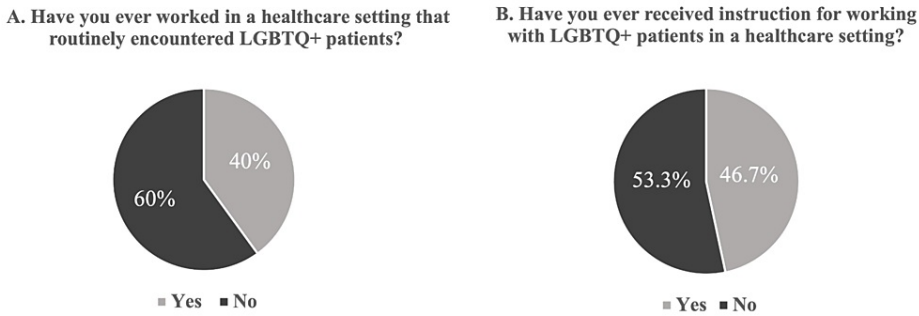 A. Have you ever worked in a healthcare setting that
routinely encountered LGBTQ+ patients?
40%
60%
Yes No
B. Have you ever received instruction for working
with LGBTQ+ patients in a healthcare setting?
53.3% 46.7%
Yes No